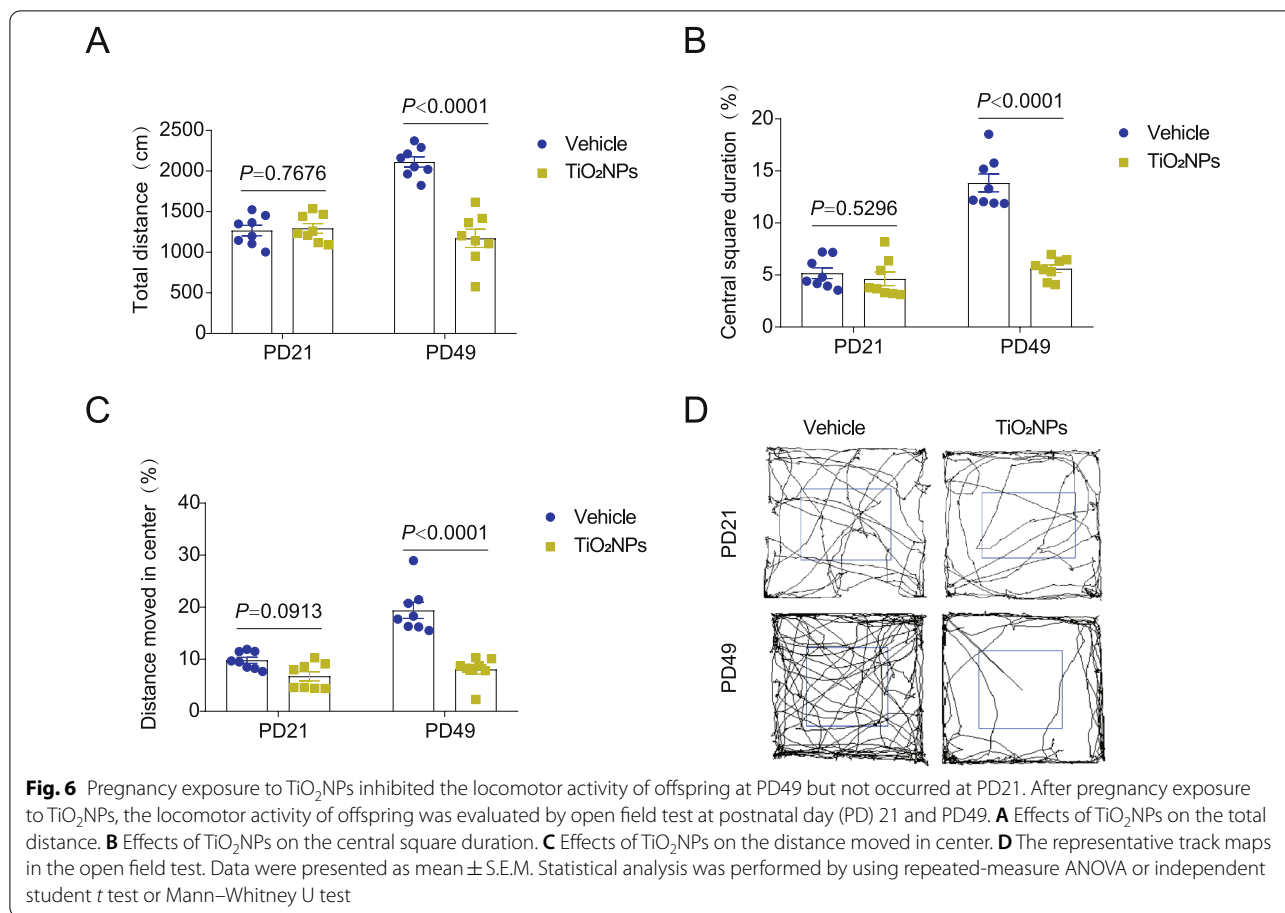 A
P<0.0001
P=0.7676
Total distance（cm）
2500
2000
1500
1000
500
0
PD21
PD49
Vehicle
TiO₂NPs
B
P<0.0001
P=0.5296
Central square duration（%）
20
15
10
5
0
PD21
PD49
Vehicle
TiO₂NPs
C
P<0.0001
P=0.0913
Distance moved in center（%）
40
30
20
10
0
PD21
PD49
Vehicle
TiO₂NPs
D
Vehicle
TiO₂NPs
PD21
PD49
Fig. 6 Pregnancy exposure to TiO₂NPs inhibited the locomotor activity of offspring at PD49 but not occurred at PD21. After pregnancy exposure
to TiO₂NPs, the locomotor activity of offspring was evaluated by open field test at postnatal day (PD) 21 and PD49. A Effects of TiO₂NPs on the total
distance. B Effects of TiO₂NPs on the central square duration. C Effects of TiO₂NPs on the distance moved in center. D The representative track maps
in the open field test. Data were presented as mean ± S.E.M. Statistical analysis was performed by using repeated-measure ANOVA or independent
student t test or Mann–Whitney U test